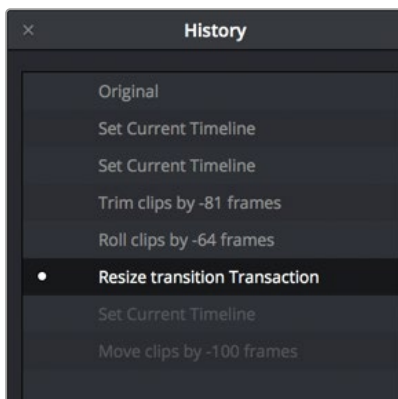 × History
Original
Set Current Timeline
Set Current Timeline
Trim clips by -81 frames
Roll clips by -64 frames
Resize transition Transaction
Set Current Timeline
Move clips by -100 frames